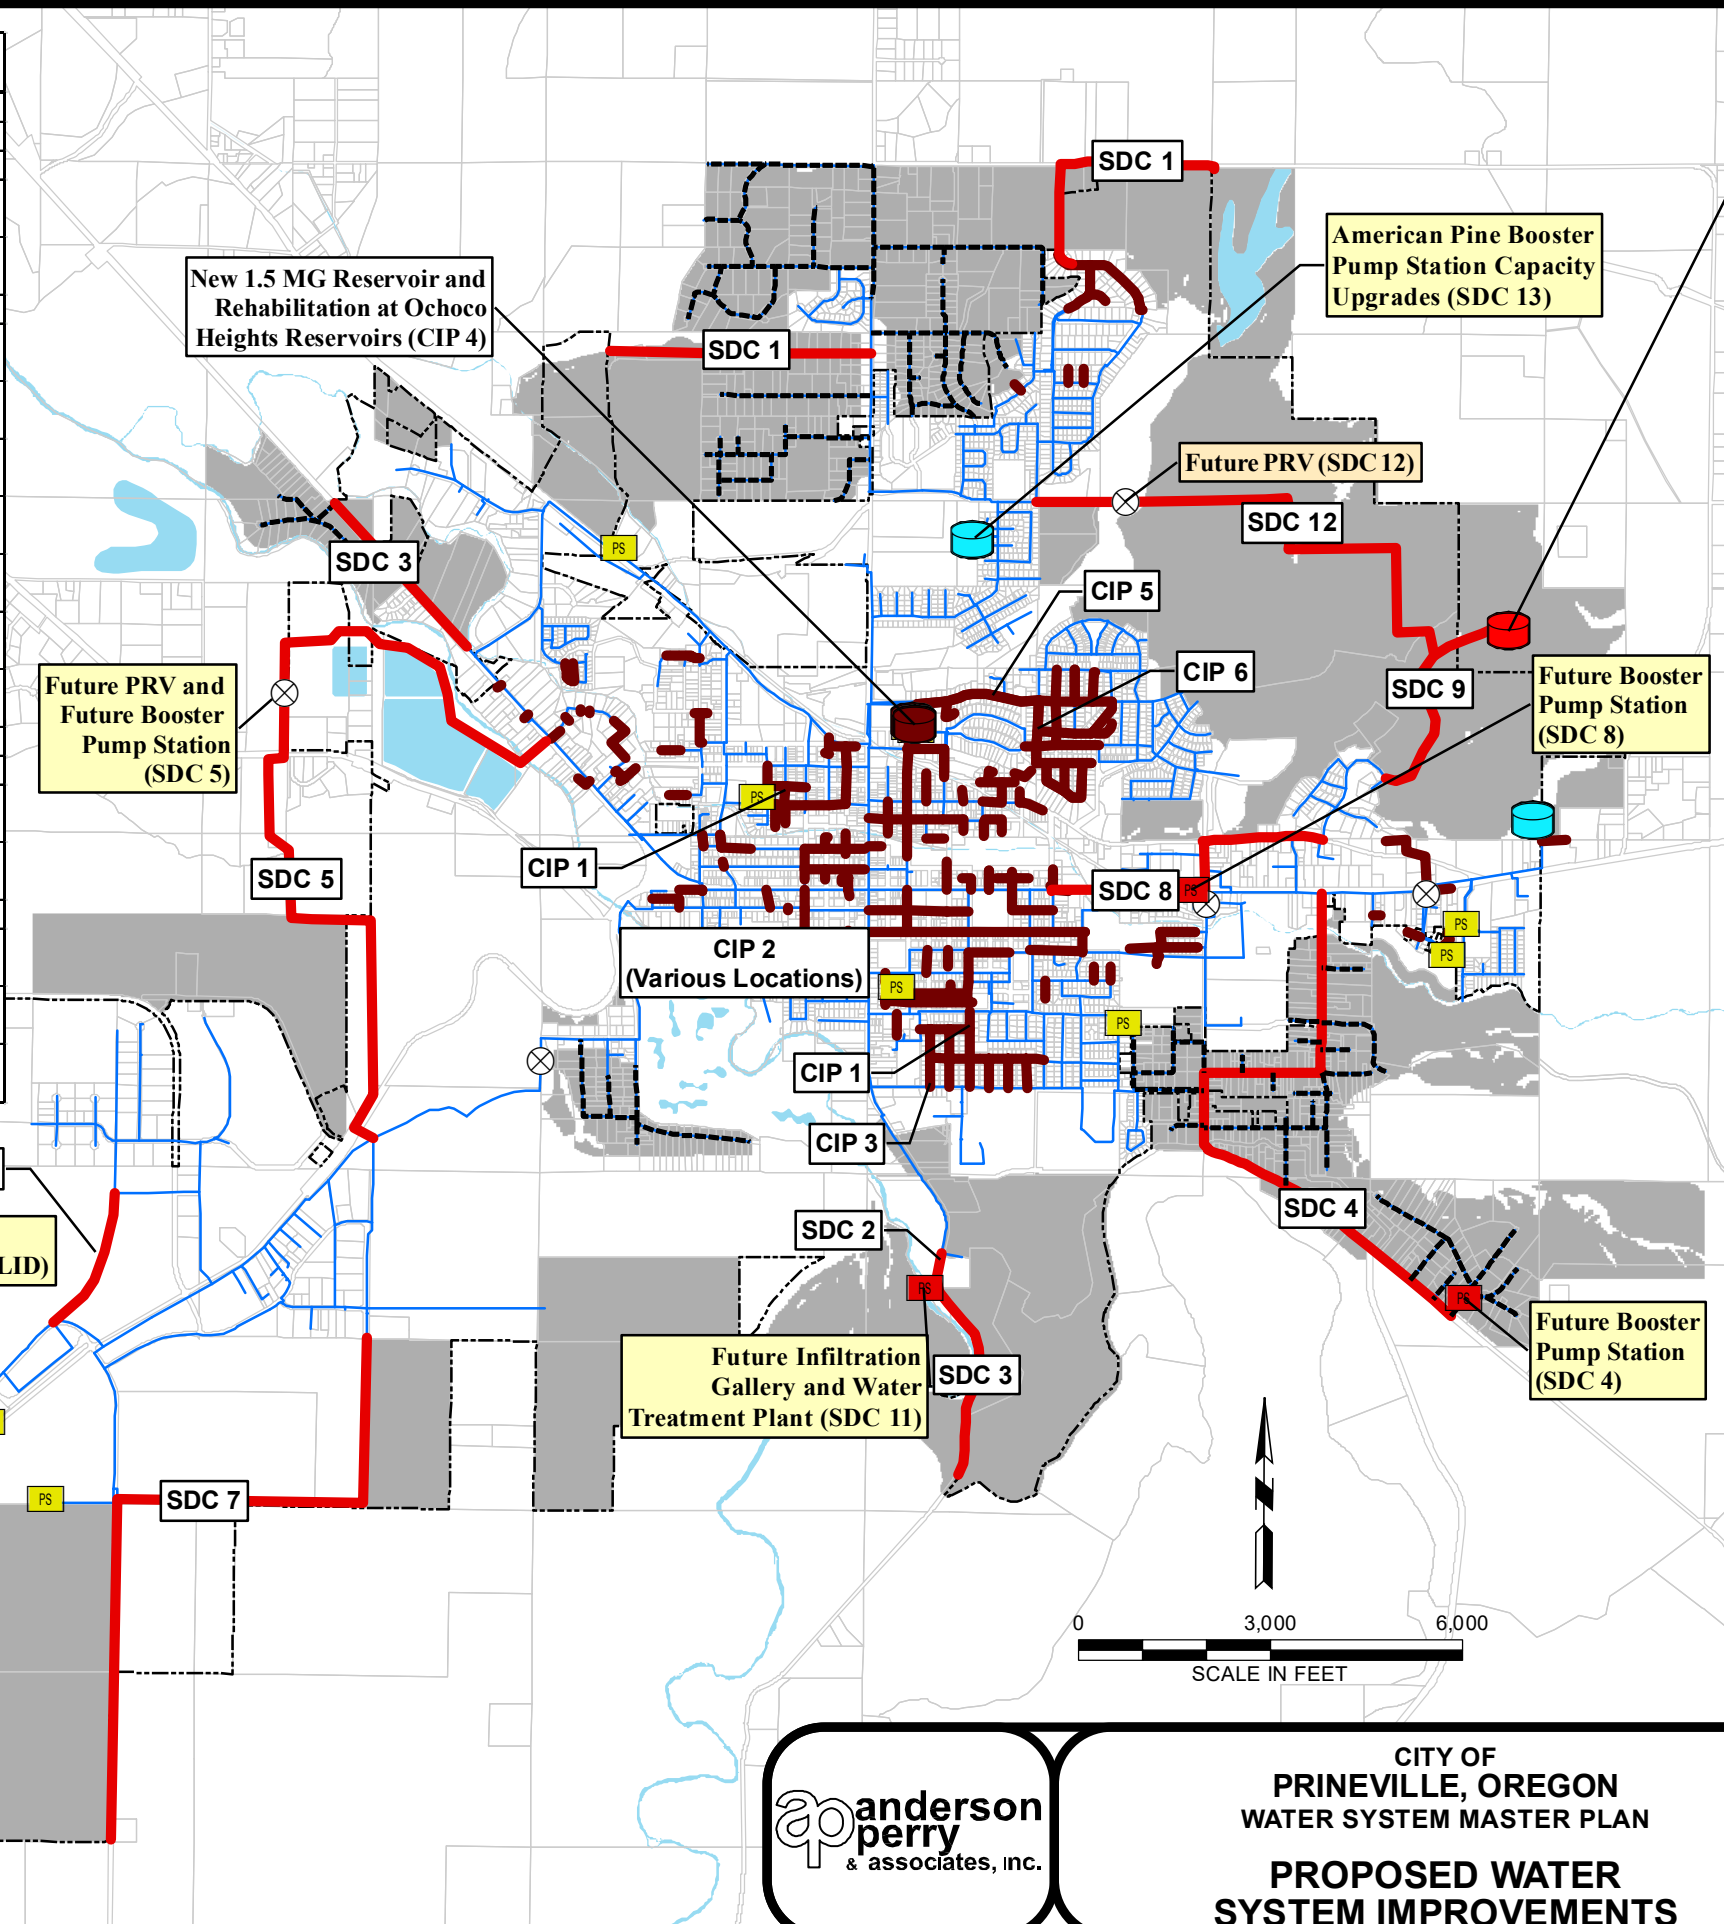 SDC 1
American Pine Booster
Pump Station Capacity
Upgrades (SDC 13)
New 1.5 MG Reservoir and
Rehabilitation at Ochoco
Heights Reservoirs (CIP 4)
SDC 1
Future PRV (SDC 12)
SDC 12
SDC 3
PS
CIP 5
CIP 6
SDC 9
Future Booster
Pump Station
(SDC 8)
Future PRV and
Future Booster
Pump Station
(SDC 5)
PS
CIP 1
SDC 5
SDC 8
PS
PS
PS
CIP 2
(Various Locations)
PS
PS
CIP 1
CIP 3
SDC 4
SDC 2
LID)
PS
PS
Future Booster
Pump Station
(SDC 4)
Future Infiltration
Gallery and Water
Treatment Plant (SDC 11)
SDC 3
PS
SDC 7
0 3,000 6,000
SCALE IN FEET
anderson
perry
& associates, inc.
CITY OF
PRINEVILLE, OREGON
WATER SYSTEM MASTER PLAN
PROPOSED WATER
SYSTEM IMPROVEMENTS